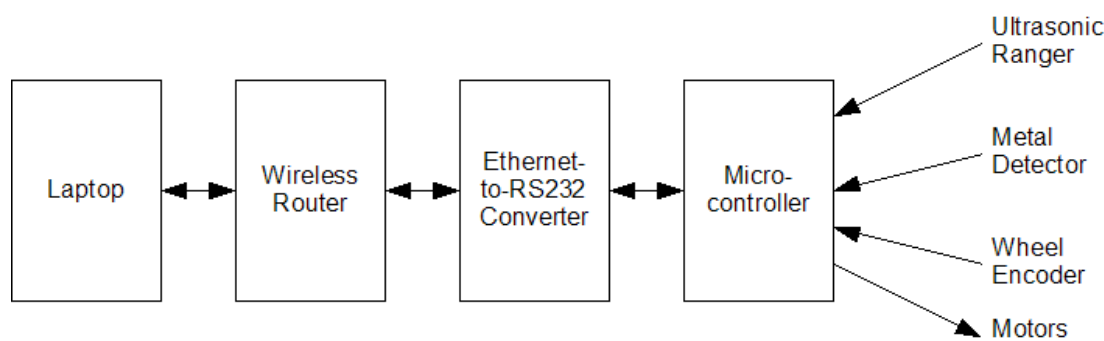 Laptop
Wireless
Router
Ethernet-
to-RS232
Converter
Micro-
controller
Ultrasonic
Ranger
Metal
Detector
Wheel
Encoder
Motors